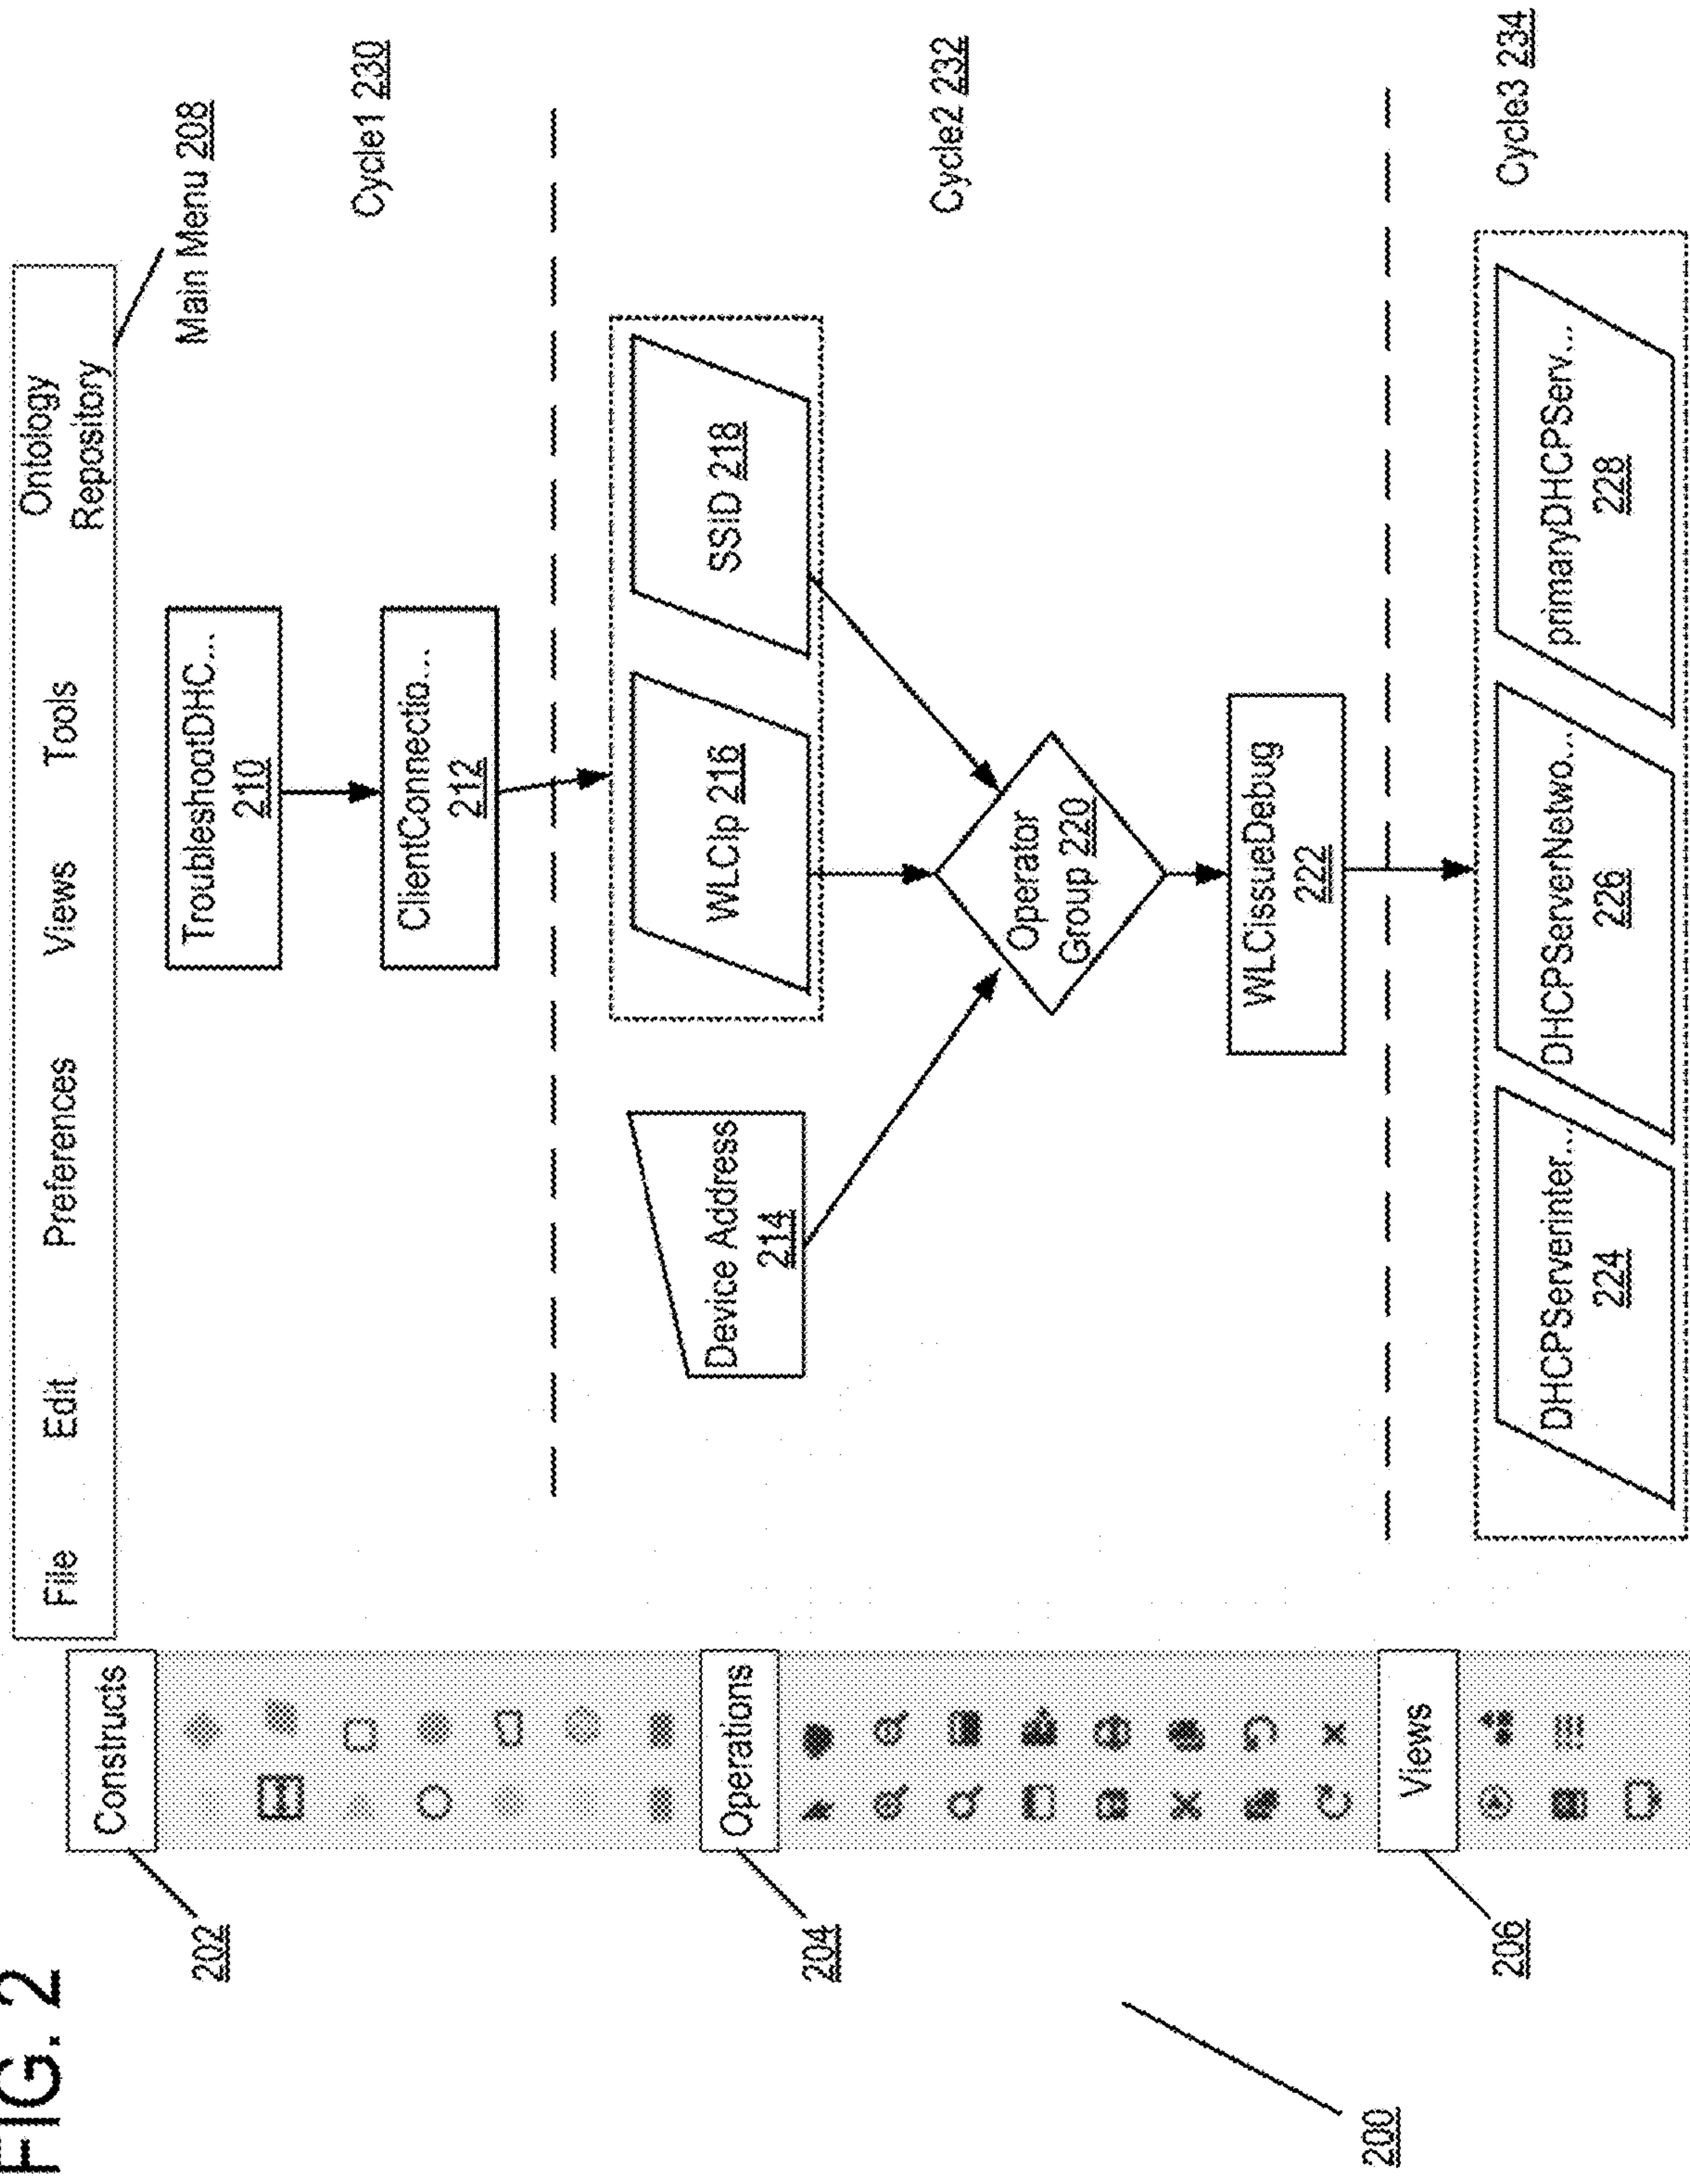 FIG. 2
File Edit Preferences Views Tools Ontology
Repository
Main Menu 208
Constructs
202
TroubleshootDHC...
210
Cycle1 230
ClientConnectio...
212
Device Address
214
WLCIp 216
SSID 218
Operations
204
Operator
Group 220
Cycle2 232
WLCissueDebug
222
Views
206
200
Cycle3 234
DHCPServerinter...
224
DHCPServerNetwo...
226
primaryDHCPServ...
228